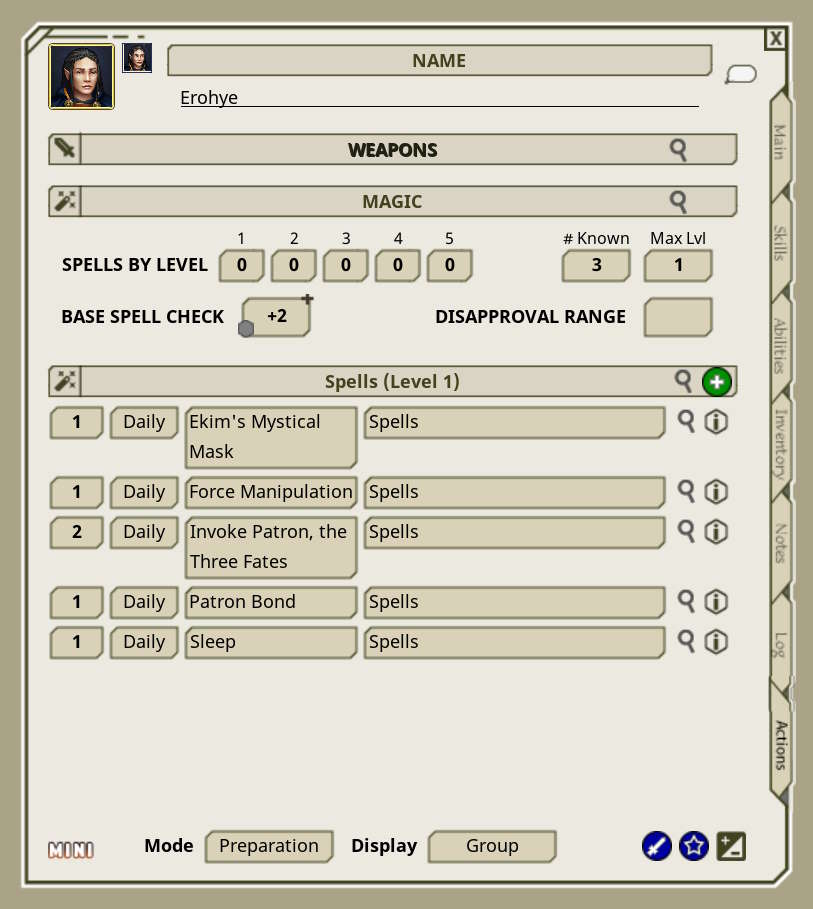 X
NAME
Erohye
WEAPONS
MAGIC
1 2 3 4 5 # Known Max Lvl
SPELLS BY LEVEL 0 0 0 0 0 3 1
BASE SPELL CHECK +2 DISAPPROVAL RANGE
Spells (Level 1)
1 Daily Ekim's Mystical Spells
Mask
1 Daily Force Manipulation Spells
2 Daily Invoke Patron, the Spells
Three Fates
1 Daily Patron Bond Spells
1 Daily Sleep Spells
MINI Mode Preparation Display Group
Main
Skills
Abilities
Inventory
Notes
Log
Actions